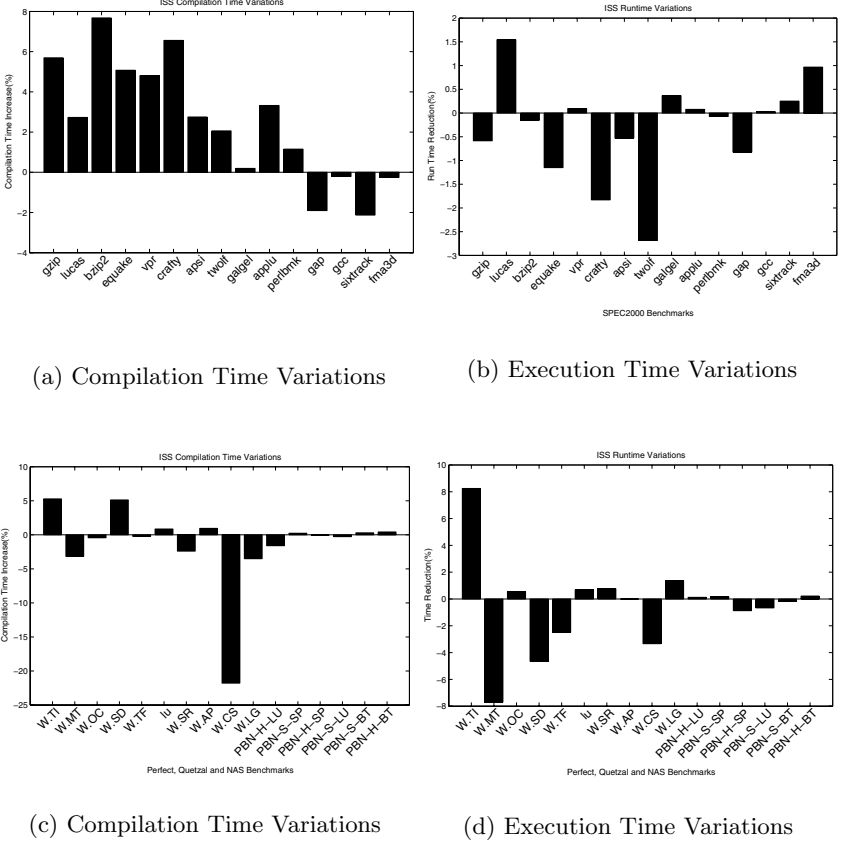 ISS Compilation Time Variations
8
6
4
2
0
−2
−4
Compilation Time Increase(%)
gzip
lucas
bzip2
equake
vpr
crafty
apsi
twolf
galgel
applu
perlbmk
gap
gcc
sixtrack
fma3d
(a) Compilation Time Variations
ISS Runtime Variations
2
1.5
1
0.5
0
−0.5
−1
−1.5
−2
−2.5
−3
Run Time Reduction(%)
gzip
lucas
bzip2
equake
vpr
crafty
apsi
twolf
galgel
applu
perlbmk
gap
gcc
sixtrack
fma3d
SPEC2000 Benchmarks
(b) Execution Time Variations
ISS Compilation Time Variations
10
5
0
−5
−10
−15
−20
−25
Compilation Time Increase(%)
W.TI
W.MT
W.OC
W.SD
W.TF
lu
W.SR
W.AP
W.CS
W.LG
PBN−H−LU
PBN−S−SP
PBN−H−SP
PBN−S−LU
PBN−S−BT
PBN−H−BT
Perfect, Quetzal and NAS Benchmarks
(c) Compilation Time Variations
ISS Runtime Variations
10
8
6
4
2
0
−2
−4
−6
−8
Time Reduction(%)
W.TI
W.MT
W.OC
W.SD
W.TF
lu
W.SR
W.AP
W.CS
W.LG
PBN−H−LU
PBN−S−SP
PBN−H−SP
PBN−S−LU
PBN−S−BT
PBN−H−BT
Perfect, Quetzal and NAS Benchmarks
(d) Execution Time Variations